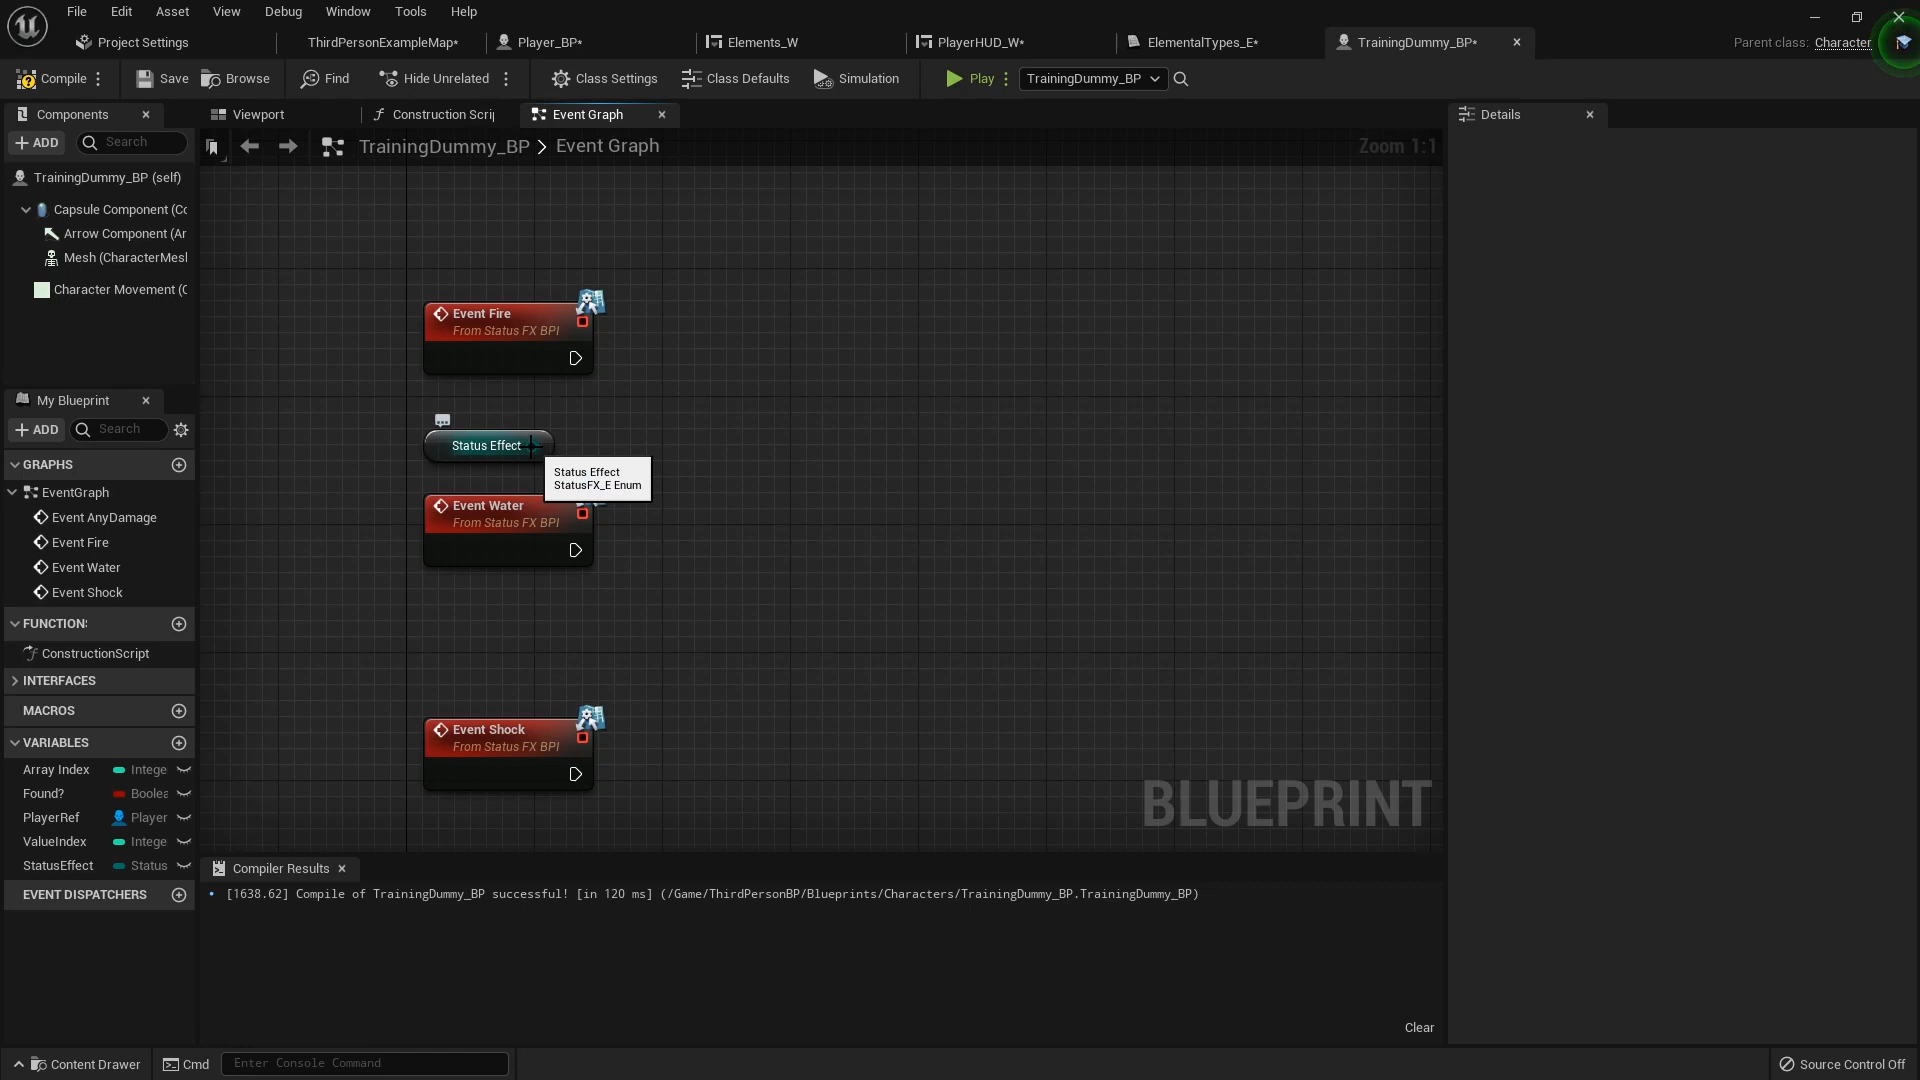 File Edit Asset View Debug Window Tools Help
Project Settings ThirdPersonExampleMap* Player_BP* Elements_W PlayerHUD_W* ElementalTypes_E* TrainingDummy_BP* Parent class: Character
Compile Save Browse Find Hide Unrelated Class Settings Class Defaults Simulation Play TrainingDummy_BP
Components Viewport Construction Scrip Event Graph Details
ADD Search TrainingDummy_BP > Event Graph Zoom 1:1
TrainingDummy_BP (self)
Capsule Component (Co
Arrow Component (Ar
Mesh (CharacterMesh
Character Movement (C
Event Fire
From Status FX BPI
Status Effect
Status Effect
StatusFX_E Enum
Event Water
From Status FX BPI
Event Shock
From Status FX BPI
BLUEPRINT
My Blueprint
ADD Search
GRAPHS
EventGraph
Event AnyDamage
Event Fire
Event Water
Event Shock
FUNCTIONS
ConstructionScript
INTERFACES
MACROS
VARIABLES
Array Index Intege
Found? Boolea
PlayerRef Player
ValueIndex Intege
StatusEffect Status
EVENT DISPATCHERS
Compiler Results
[1638.62] Compile of TrainingDummy_BP successful! [in 120 ms] (/Game/ThirdPersonBP/Blueprints/Characters/TrainingDummy_BP.TrainingDummy_BP)
Clear
Content Drawer Cmd Enter Console Command Source Control Off